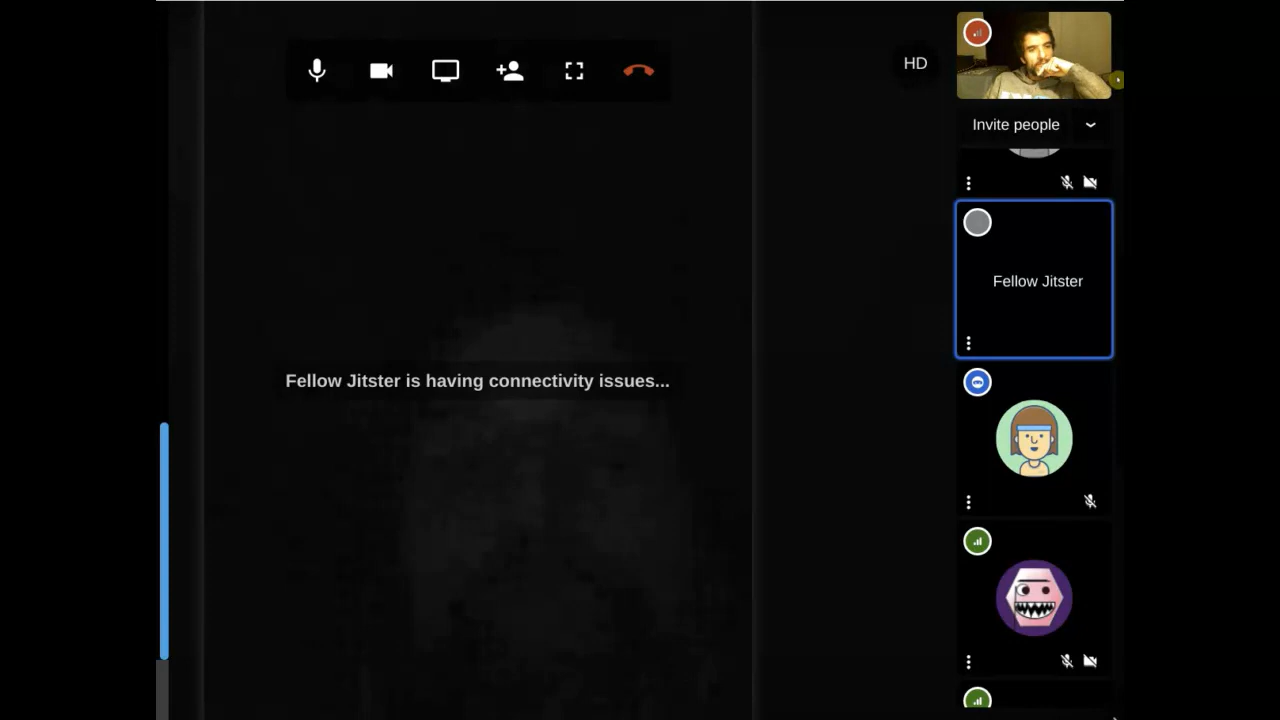 HD
Invite people
Fellow Jitster
Fellow Jitster is having connectivity issues...